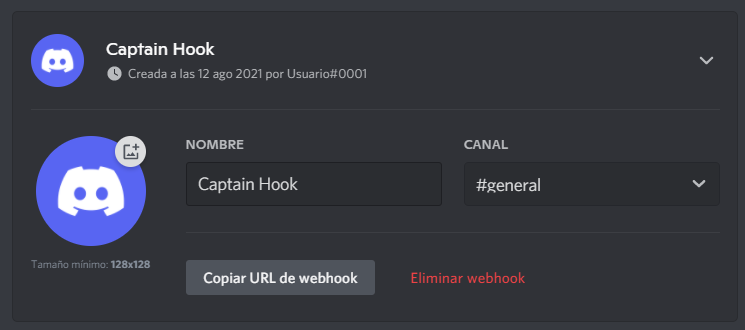 Captain Hook
Creada a las 12 ago 2021 por Usuario#0001
NOMBRE
CANAL
Captain Hook
#general
Tamaño mínimo: 128x128
Copiar URL de webhook
Eliminar webhook